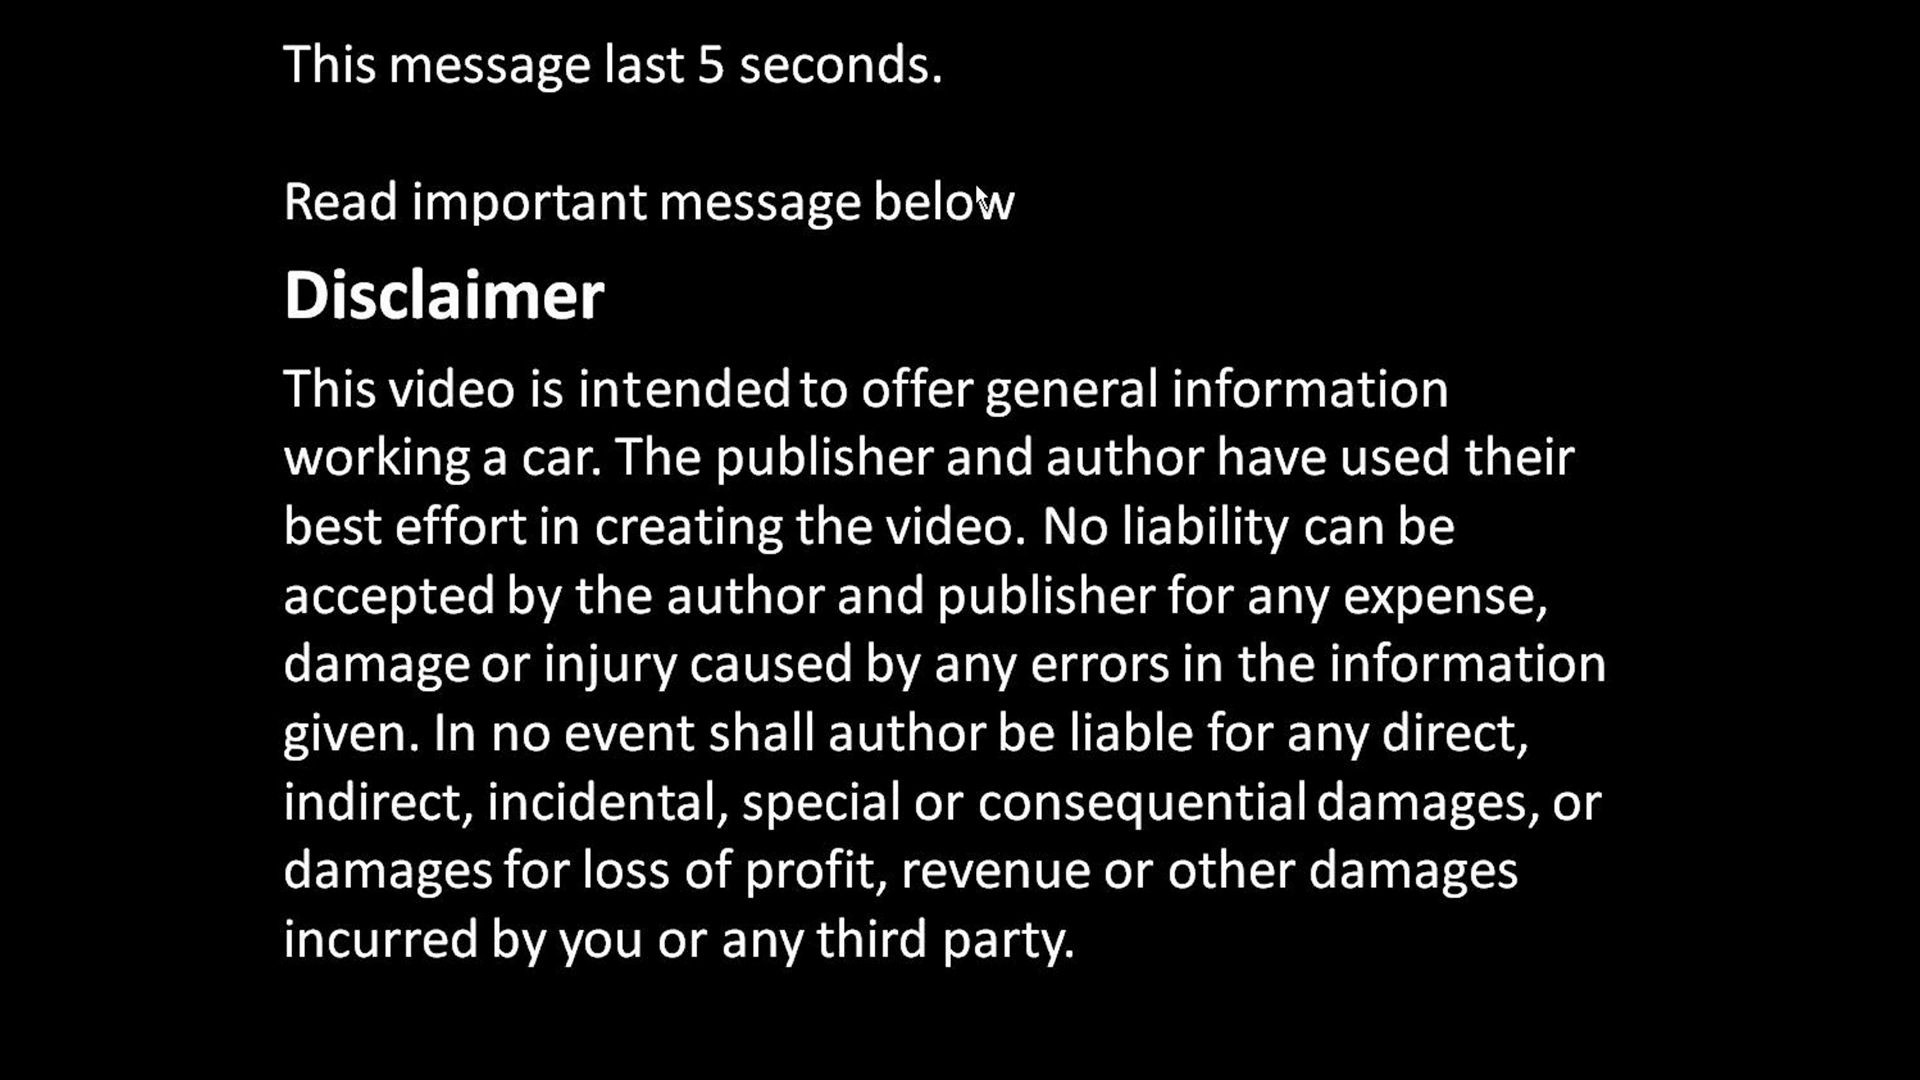 This message last 5 seconds.
Read important message below
Disclaimer
This video is intended to offer general information
working a car. The publisher and author have used their
best effort in creating the video. No liability can be
accepted by the author and publisher for any expense,
damage or injury caused by any errors in the information
given. In no event shall author be liable for any direct,
indirect, incidental, special or consequential damages, or
damages for loss of profit, revenue or other damages
incurred by you or any third party.